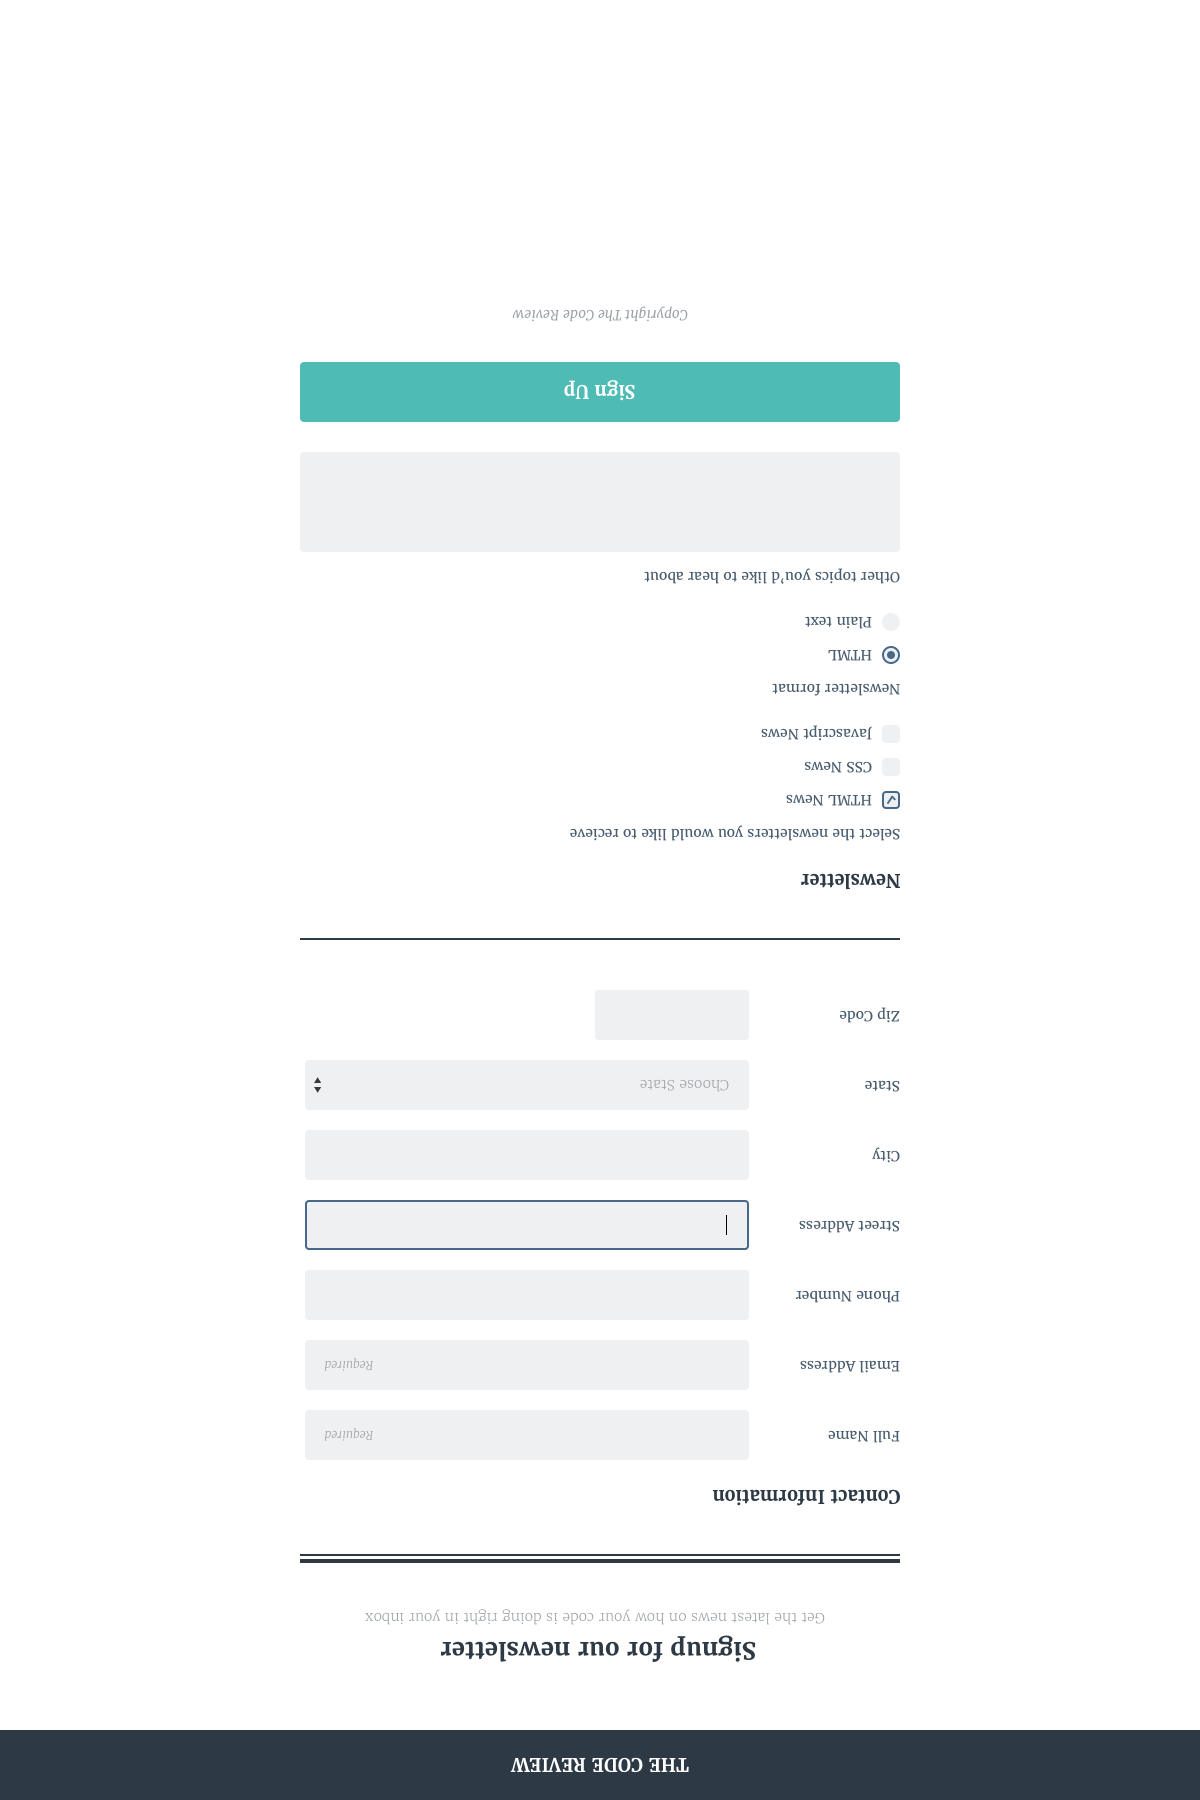 THE CODE REVIEW
Signup for our newsletter
Get the latest news on how your code is doing right in your inbox
Contact Information
Full Name
Required
Email Address
Required
Phone Number
Street Address
City
State
Choose State
Zip Code
Newsletter
Select the newsletters you would like to recieve
HTML News
CSS News
Javascript News
Newsletter format
HTML
Plain text
Other topics you'd like to hear about
Sign Up
Copyright The Code Review